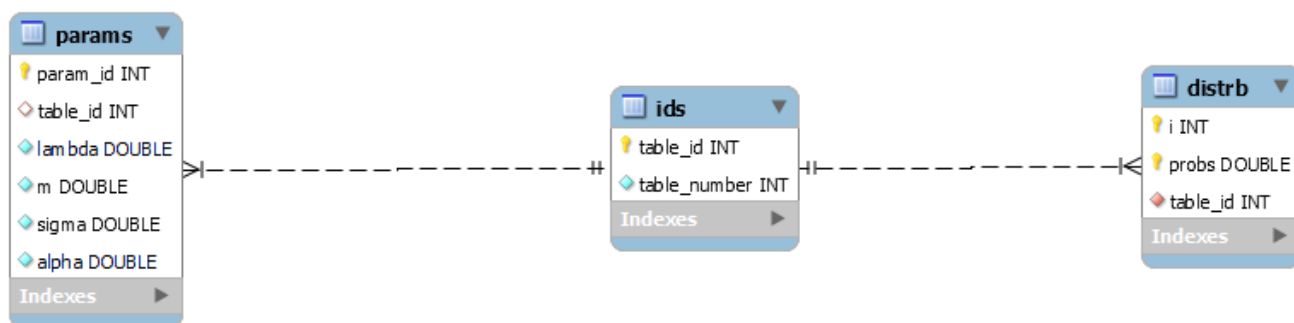 params
param_id INT
table_id INT
lambda DOUBLE
m DOUBLE
sigma DOUBLE
alpha DOUBLE
Indexes
ids
table_id INT
table_number INT
Indexes
distrb
i INT
probs DOUBLE
table_id INT
Indexes